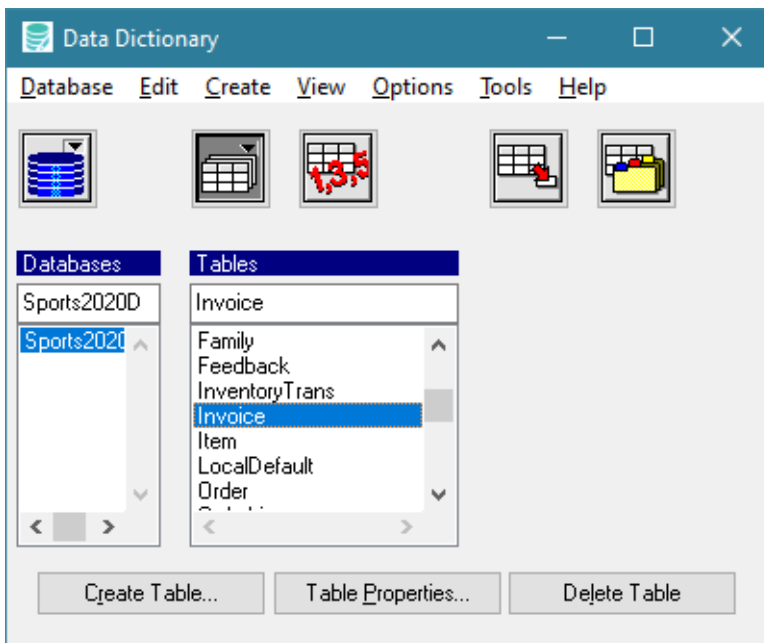 Data Dictionary
Database Edit Create View Options Tools Help
1,3,5
Databases Tables
Sports2020D Invoice
Sports2020 Family
Feedback
InventoryTrans
Invoice
Item
LocalDefault
Order
Create Table... Table Properties... Delete Table